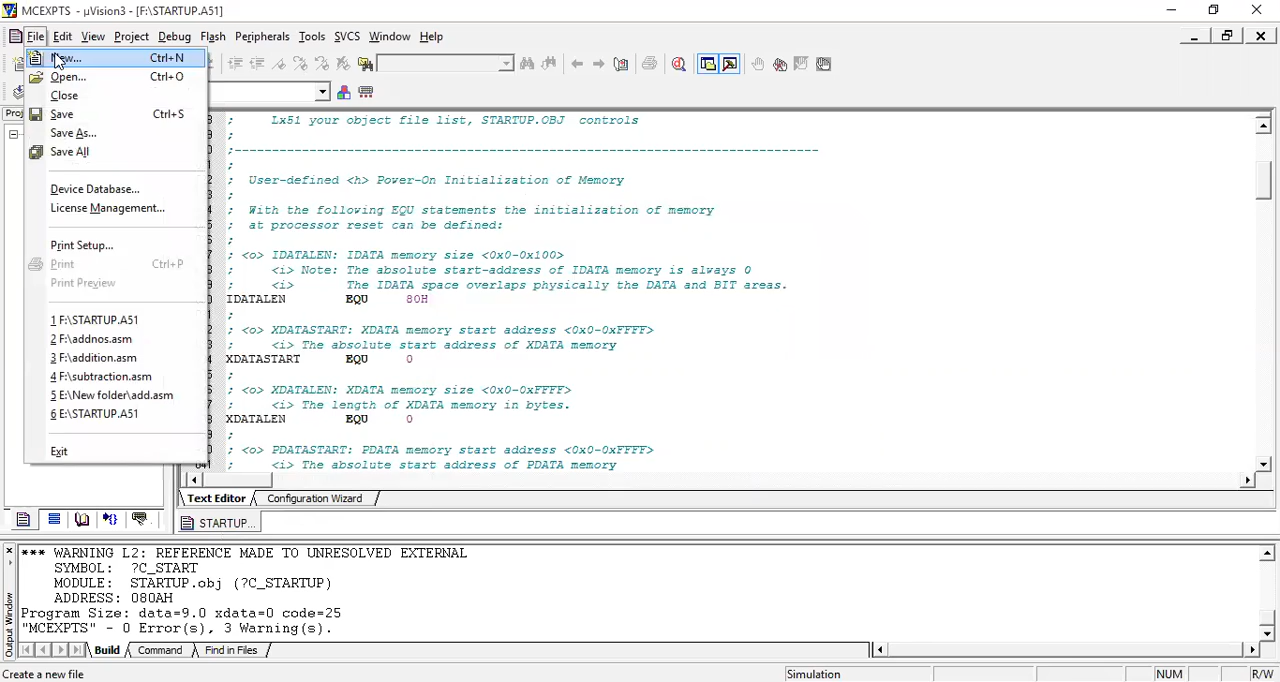 MCEXPTS - µVision3 - [F:\STARTUP.A51]
File Edit View Project Debug Flash Peripherals Tools SVCS Window Help
Ctrl+N
Open... Ctrl+O
Close
Save Ctrl+S
Save As...
Save All
Device Database...
License Management...
Print Setup...
Print Ctrl+P
Print Preview
1 F:\STARTUP.A51
2 F:\addnos.asm
3 F:\addition.asm
4 F:\subtraction.asm
5 E:\New folder\add.asm
6 E:\STARTUP.A51
Exit
; Lx51 your object file list, STARTUP.OBJ controls
;
;------------------------------------------------------------------------------
;
; User-defined <h> Power-On Initialization of Memory
;
; With the following EQU statements the initialization of memory
; at processor reset can be defined:
;
; <o> IDATALEN: IDATA memory size <0x0-0x100>
; <i> Note: The absolute start-address of IDATA memory is always 0
; <i> The IDATA space overlaps physically the DATA and BIT areas.
IDATALEN EQU 80H
;
; <o> XDATASTART: XDATA memory start address <0x0-0xFFFF>
; <i> The absolute start address of XDATA memory
XDATASTART EQU 0
;
; <o> XDATALEN: XDATA memory size <0x0-0xFFFF>
; <i> The length of XDATA memory in bytes.
XDATALEN EQU 0
;
; <o> PDATASTART: PDATA memory start address <0x0-0xFFFF>
; <i> The absolute start address of PDATA memory
Text Editor Configuration Wizard
STARTUP...
*** WARNING L2: REFERENCE MADE TO UNRESOLVED EXTERNAL
SYMBOL: ?C_START
MODULE: STARTUP.obj (?C_STARTUP)
ADDRESS: 080AH
Program Size: data=9.0 xdata=0 code=25
"MCEXPTS" - 0 Error(s), 3 Warning(s).
Output Window
Build Command Find in Files
Create a new file Simulation NUM R/W